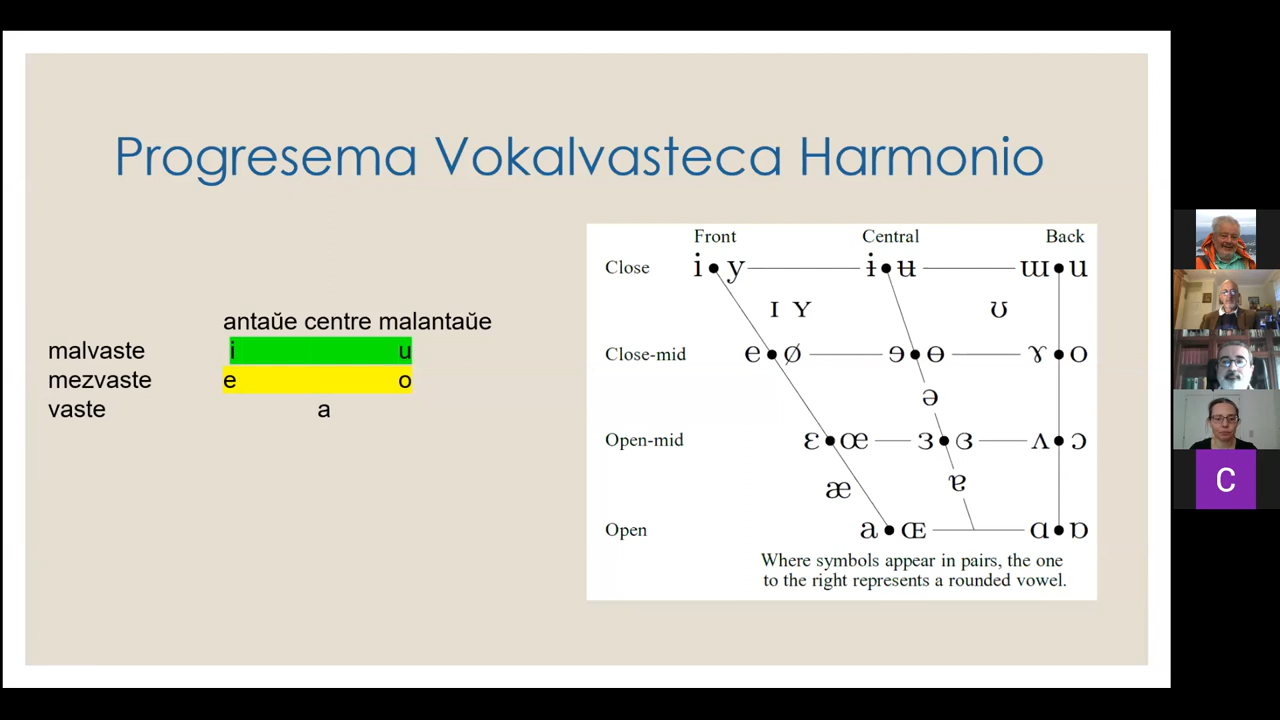 Progresema Vokalvasteca Harmonio
antaŭe centre malantaŭe
malvaste i u
mezvaste e o
vaste a
Front Central Back
Close i y ɨ ʉ ɯ u
ɪ ʏ ʊ
Close-mid e ø ɘ ɵ ɤ o
ə
Open-mid ɛ œ ɜ ɞ ʌ ɔ
æ ɐ
Open a ɶ ɑ ɒ
Where symbols appear in pairs, the one
to the right represents a rounded vowel.
C